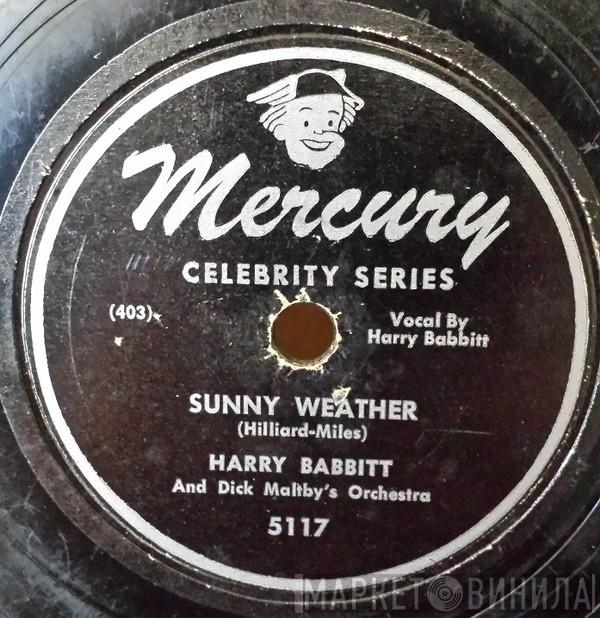 Mercury
CELEBRITY SERIES
(403)
Vocal By
Harry Babbitt
SUNNY WEATHER
(Hilliard-Miles)
HARRY BABBITT
And Dick Maltby's Orchestra
5117
МАРКЕТ ВИНИЛА